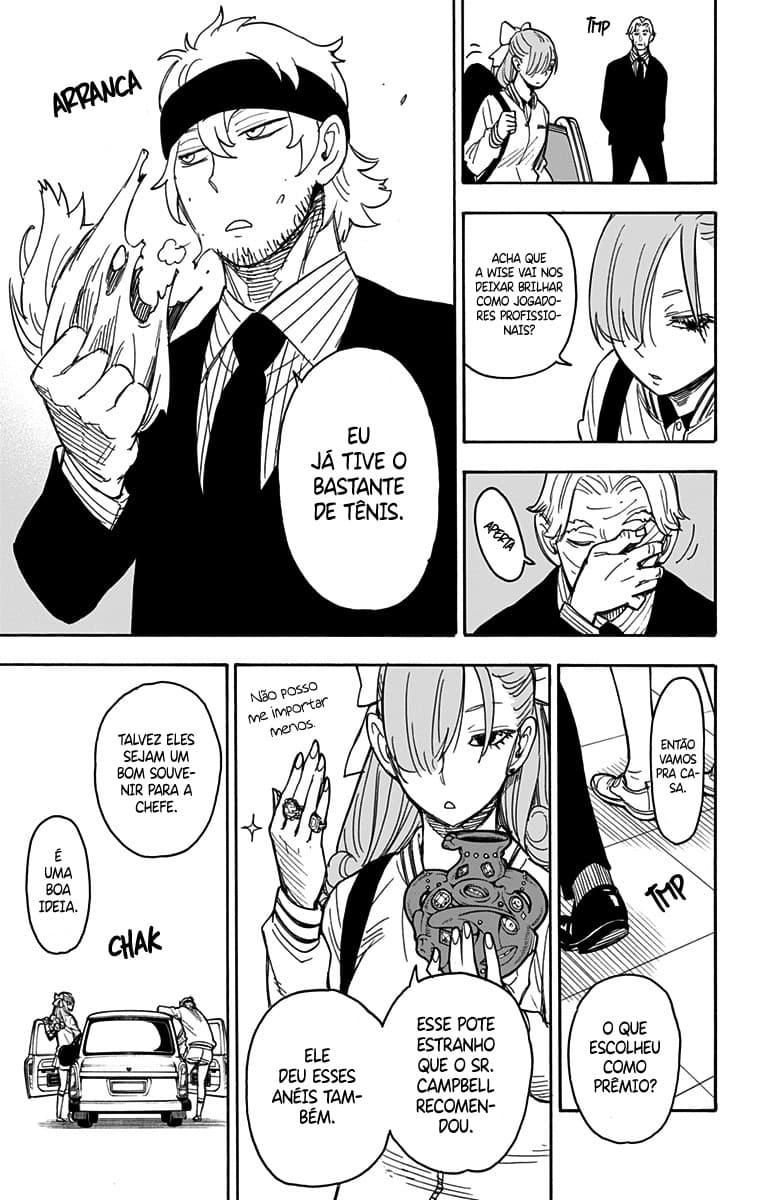 TMP
ACHA QUE
A WISE VAI NOS
DEIXAR BRILHAR
COMO JOGADO-
RES PROFISSIO-
NAIS?
APERTA
ARRANCA
EU
JÁ TIVE O
BASTANTE
DE TÊNIS.
ENTÃO
VAMOS
PRA CA-
SA.
TMP
O QUE
ESCOLHEU
COMO
PRÊMIO?
Não posso
me importar
menos.
ESSE POTE
ESTRANHO
QUE O SR.
CAMPBELL
RECOMEN-
DOU.
ELE
DEU ESSES
ANÉIS TAM-
BÉM.
TALVEZ ELES
SEJAM UM
BOM SOUVE-
NIR PARA A
CHEFE.
É
UMA
BOA
IDEIA.
CHAK